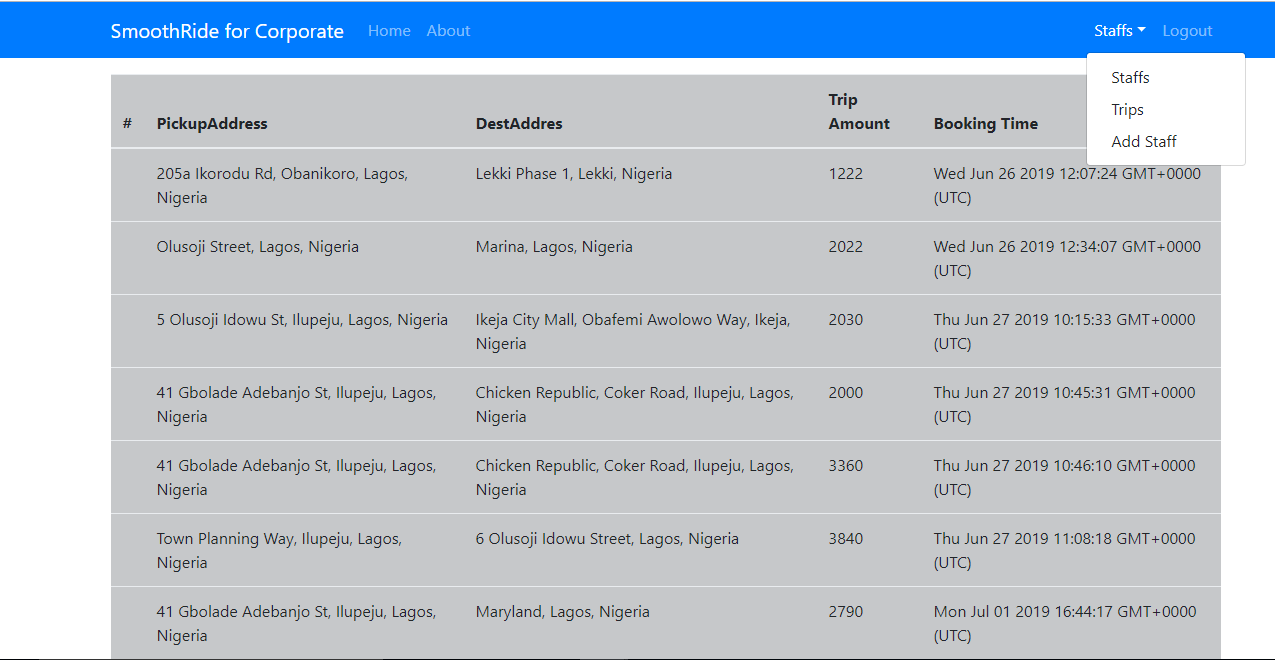 SmoothRide for Corporate Home About Staffs Logout
Staffs
Trips
Add Staff
# PickupAddress DestAddres Trip Amount Booking Time
205a Ikorodu Rd, Obanikoro, Lagos,
Nigeria
Lekki Phase 1, Lekki, Nigeria
1222
Wed Jun 26 2019 12:07:24 GMT+0000
(UTC)
Olusoji Street, Lagos, Nigeria
Marina, Lagos, Nigeria
2022
Wed Jun 26 2019 12:34:07 GMT+0000
(UTC)
5 Olusoji Idowu St, Ilupeju, Lagos, Nigeria
Ikeja City Mall, Obafemi Awolowo Way, Ikeja,
Nigeria
2030
Thu Jun 27 2019 10:15:33 GMT+0000
(UTC)
41 Gbolade Adebanjo St, Ilupeju, Lagos,
Nigeria
Chicken Republic, Coker Road, Ilupeju, Lagos,
Nigeria
2000
Thu Jun 27 2019 10:45:31 GMT+0000
(UTC)
41 Gbolade Adebanjo St, Ilupeju, Lagos,
Nigeria
Chicken Republic, Coker Road, Ilupeju, Lagos,
Nigeria
3360
Thu Jun 27 2019 10:46:10 GMT+0000
(UTC)
Town Planning Way, Ilupeju, Lagos,
Nigeria
6 Olusoji Idowu Street, Lagos, Nigeria
3840
Thu Jun 27 2019 11:08:18 GMT+0000
(UTC)
41 Gbolade Adebanjo St, Ilupeju, Lagos,
Nigeria
Maryland, Lagos, Nigeria
2790
Mon Jul 01 2019 16:44:17 GMT+0000
(UTC)